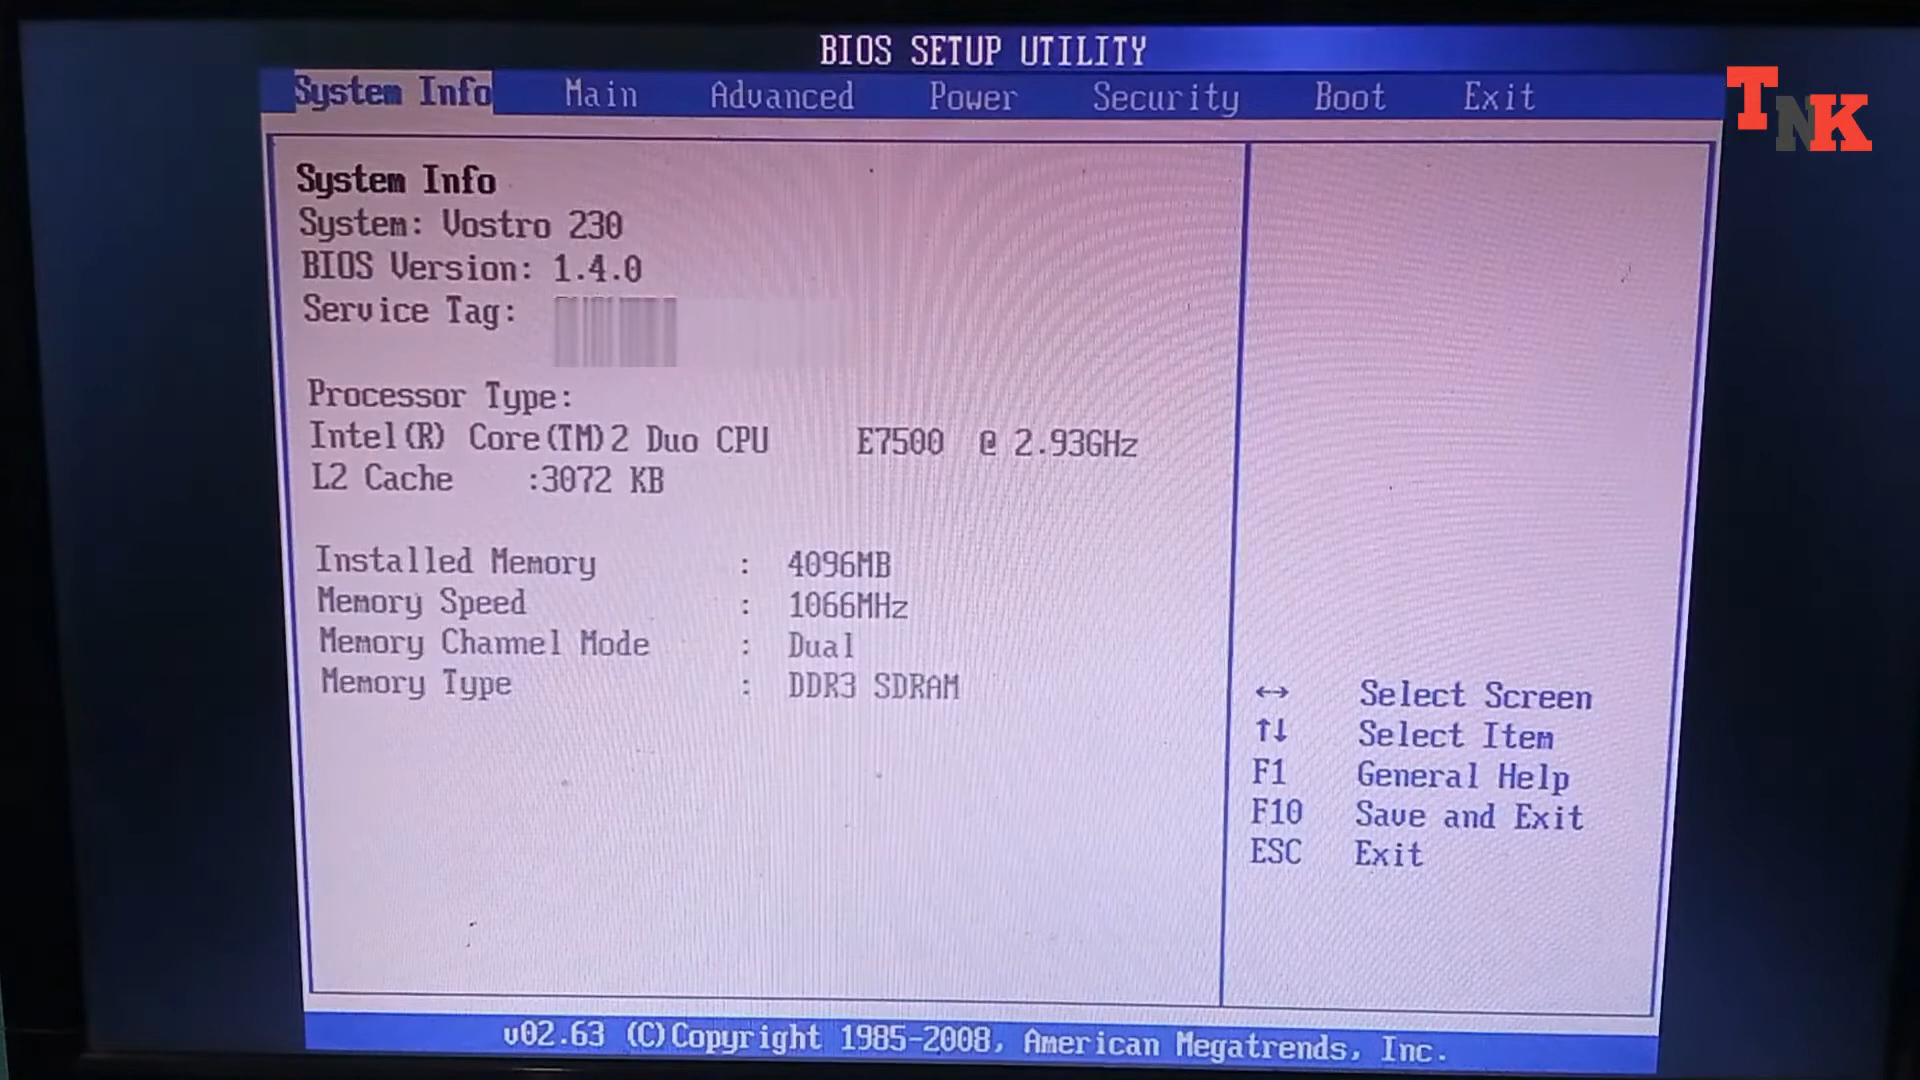 BIOS SETUP UTILITY
System Info Main Advanced Power Security Boot Exit
TNK
System Info
System: Vostro 230
BIOS Version: 1.4.0
Service Tag:
Processor Type:
Intel(R) Core(TM)2 Duo CPU E7500 @ 2.93GHz
L2 Cache :3072 KB
Installed Memory : 4096MB
Memory Speed : 1066MHz
Memory Channel Mode : Dual
Memory Type : DDR3 SDRAM
↔ Select Screen
↑↓ Select Item
F1 General Help
F10 Save and Exit
ESC Exit
v02.63 (C)Copyright 1985-2008, American Megatrends, Inc.